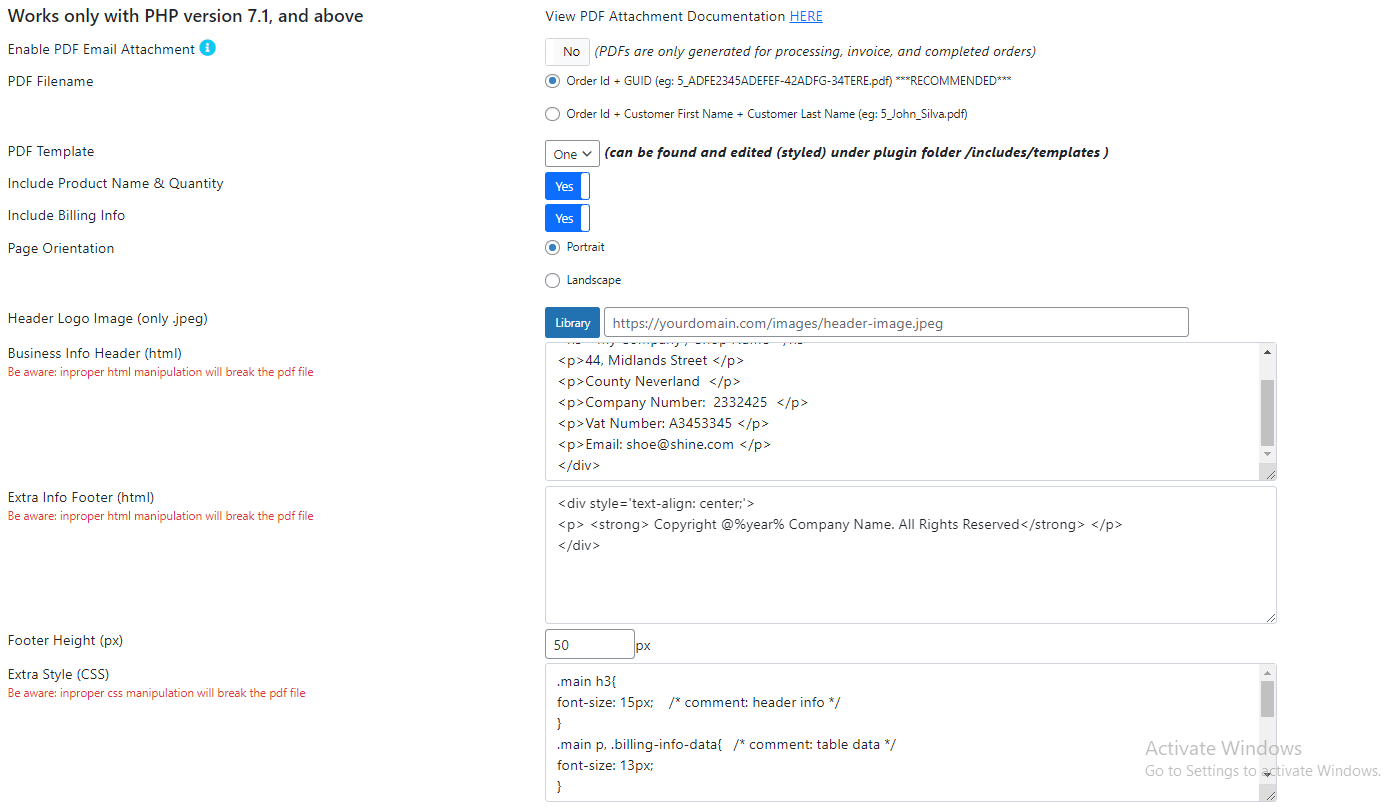 Works only with PHP version 7.1, and above
View PDF Attachment Documentation HERE
Enable PDF Email Attachment
No (PDFs are only generated for processing, invoice, and completed orders)
PDF Filename
Order Id + GUID (eg: 5_ADFE2345ADEFEF-42ADFG-34TERE.pdf) ***RECOMMENDED***
Order Id + Customer First Name + Customer Last Name (eg: 5_John_Silva.pdf)
PDF Template
One (can be found and edited (styled) under plugin folder /includes/templates )
Include Product Name & Quantity
Yes
Include Billing Info
Yes
Page Orientation
Portrait
Landscape
Header Logo Image (only .jpeg)
Library https://yourdomain.com/images/header-image.jpeg
Business Info Header (html)
Be aware: inproper html manipulation will break the pdf file
<p>44, Midlands Street </p>
<p>County Neverland  </p>
<p>Company Number:  2332425  </p>
<p>Vat Number: A3453345 </p>
<p>Email: shoe@shine.com </p>
</div>
Extra Info Footer (html)
Be aware: inproper html manipulation will break the pdf file
<div style='text-align: center;'>
<p> <strong> Copyright @%year% Company Name. All Rights Reserved</strong> </p>
</div>
Footer Height (px)
50 px
Extra Style (CSS)
Be aware: inproper css manipulation will break the pdf file
.main h3{
font-size: 15px;    /* comment: header info */
}
.main p, .billing-info-data{   /* comment: table data */
font-size: 13px;
}
Activate Windows
Go to Settings to activate Windows.